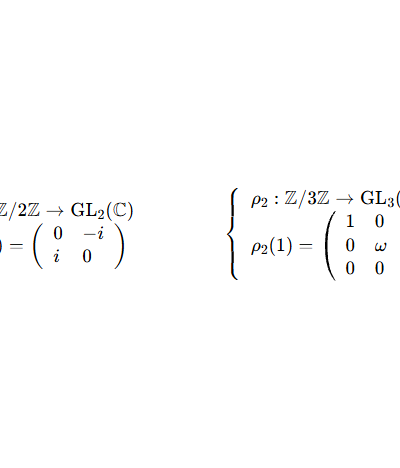 ℤ/2ℤ → GL₂(ℂ)
) = ( 0 −i
i 0 )
{ ρ₂ : ℤ/3ℤ → GL₃(
ρ₂(1) = ( 1 0
0 ω
0 0